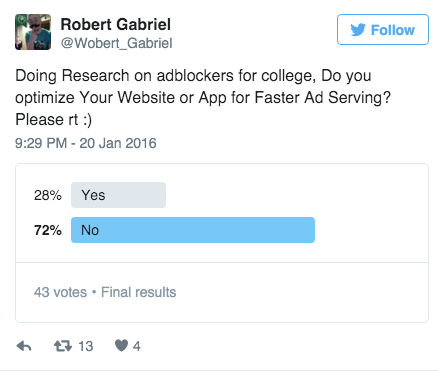 Robert Gabriel
@Wobert_Gabriel
Follow
Doing Research on adblockers for college, Do you
optimize Your Website or App for Faster Ad Serving?
Please rt :)
9:29 PM - 20 Jan 2016
28% Yes
72% No
43 votes • Final results
13 4